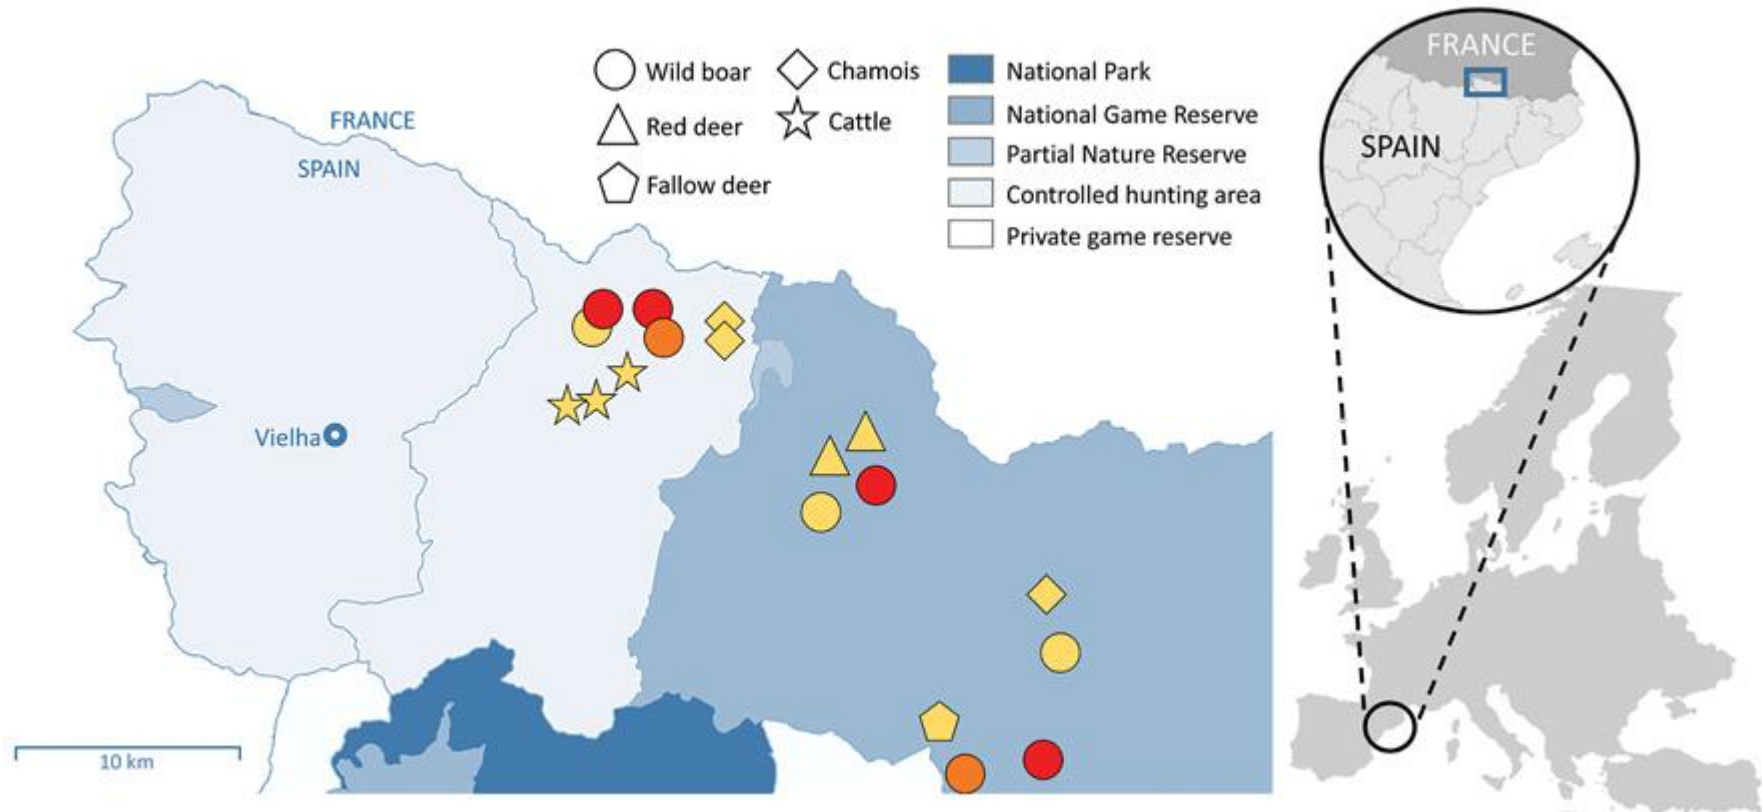 FRANCE
SPAIN
Vielha
10 km
Wild boar
Red deer
Fallow deer
Chamois
Cattle
National Park
National Game Reserve
Partial Nature Reserve
Controlled hunting area
Private game reserve
FRANCE
SPAIN